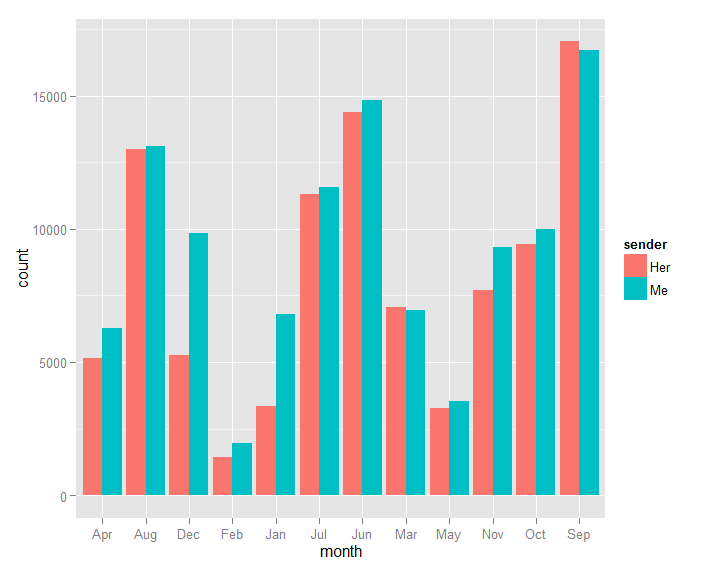 15000
10000
5000
0
count
Apr Aug Dec Feb Jan Jul Jun Mar May Nov Oct Sep
month
sender
Her
Me